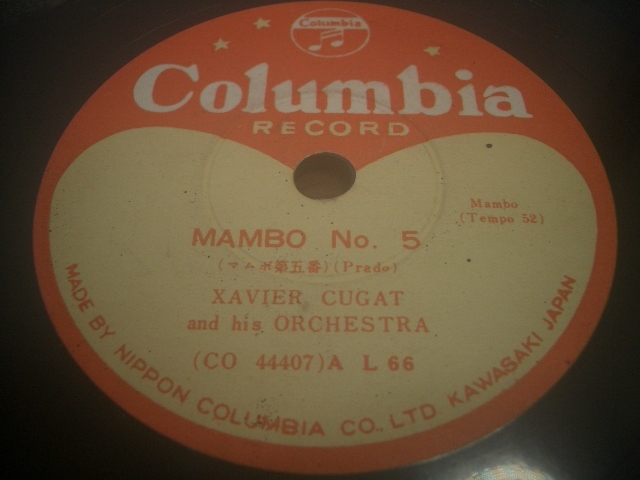 Columbia
Columbia
RECORD
Mambo
(Tempo 52)
MAMBO No. 5
(マムボ第五番)(Prado)
XAVIER CUGAT
and his ORCHESTRA
(CO 44407)A L 66
MADE BY NIPPON COLUMBIA CO., LTD KAWASAKI JAPAN